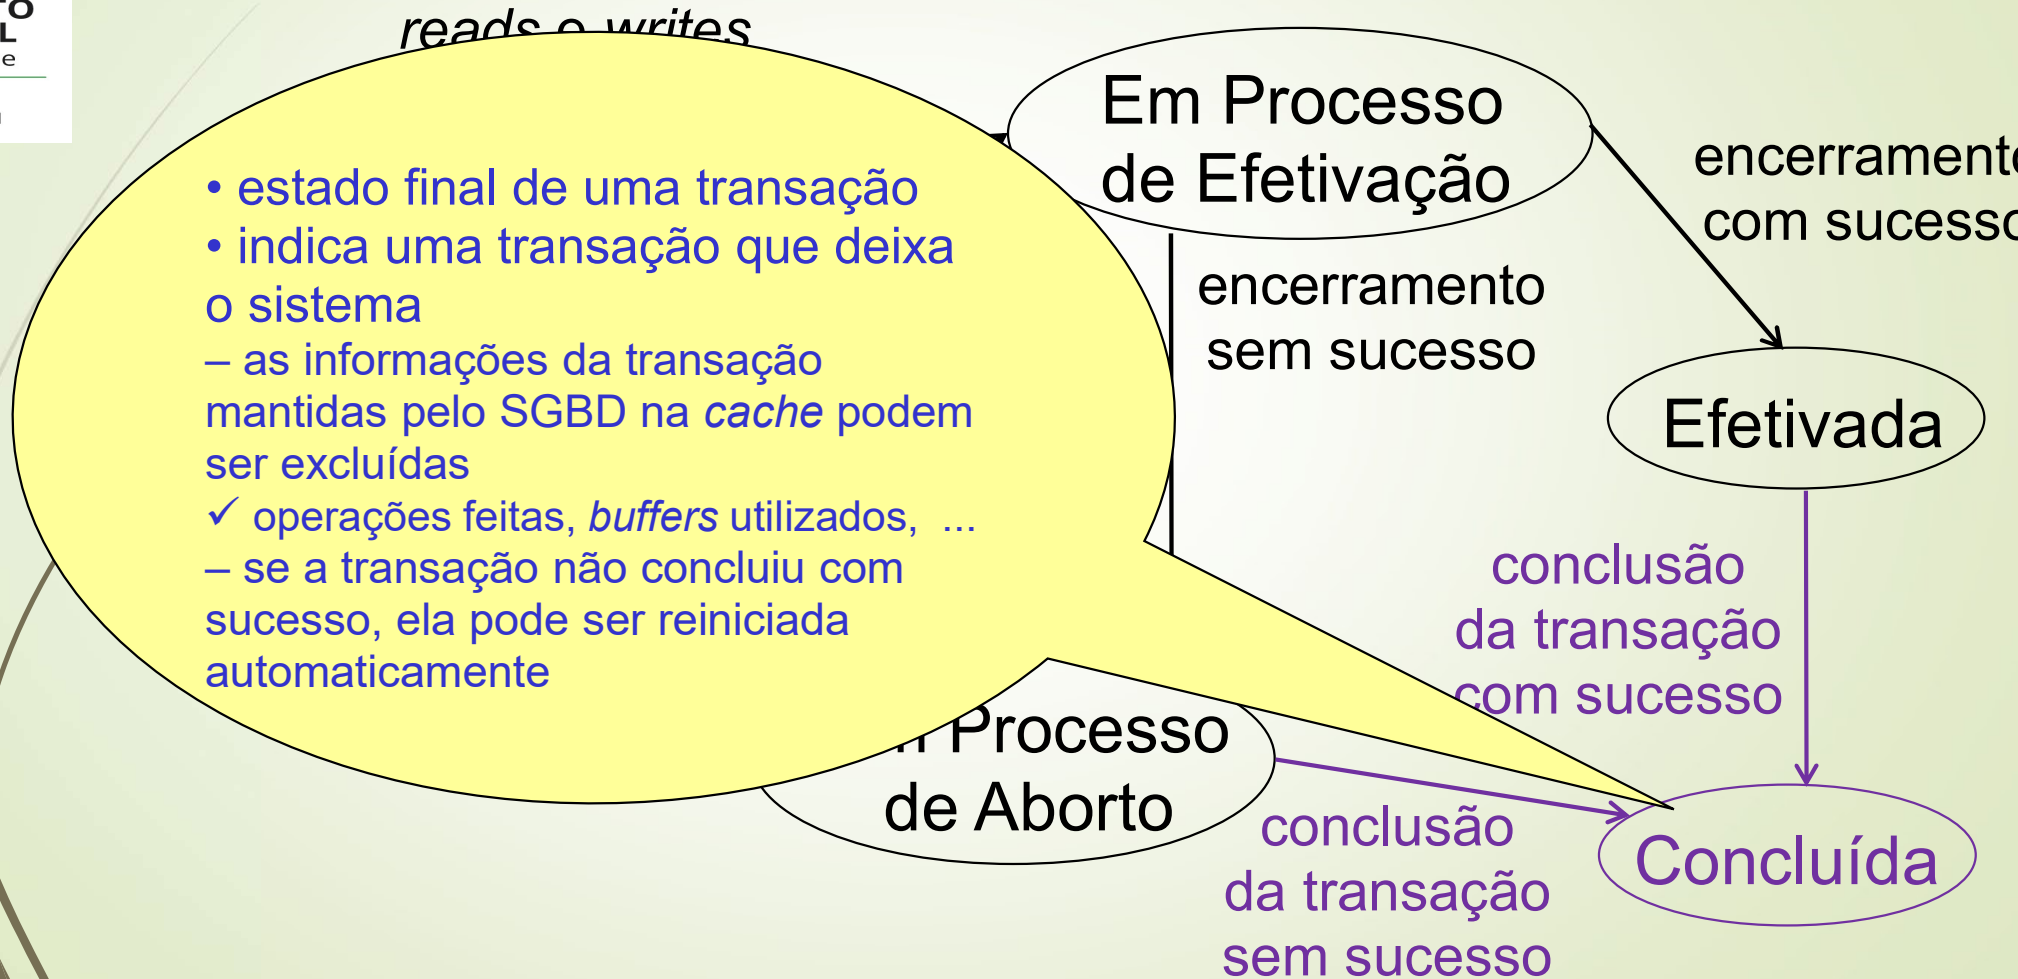 reads e writes
Em Processo
de Efetivação
encerramento
com sucesso
• estado final de uma transação
• indica uma transação que deixa
o sistema
– as informações da transação
mantidas pelo SGBD na cache podem
ser excluídas
✓ operações feitas, buffers utilizados, ...
– se a transação não concluiu com
sucesso, ela pode ser reiniciada
automaticamente
encerramento
sem sucesso
Efetivada
conclusão
da transação
com sucesso
Processo
de Aborto
conclusão
da transação
sem sucesso
Concluída